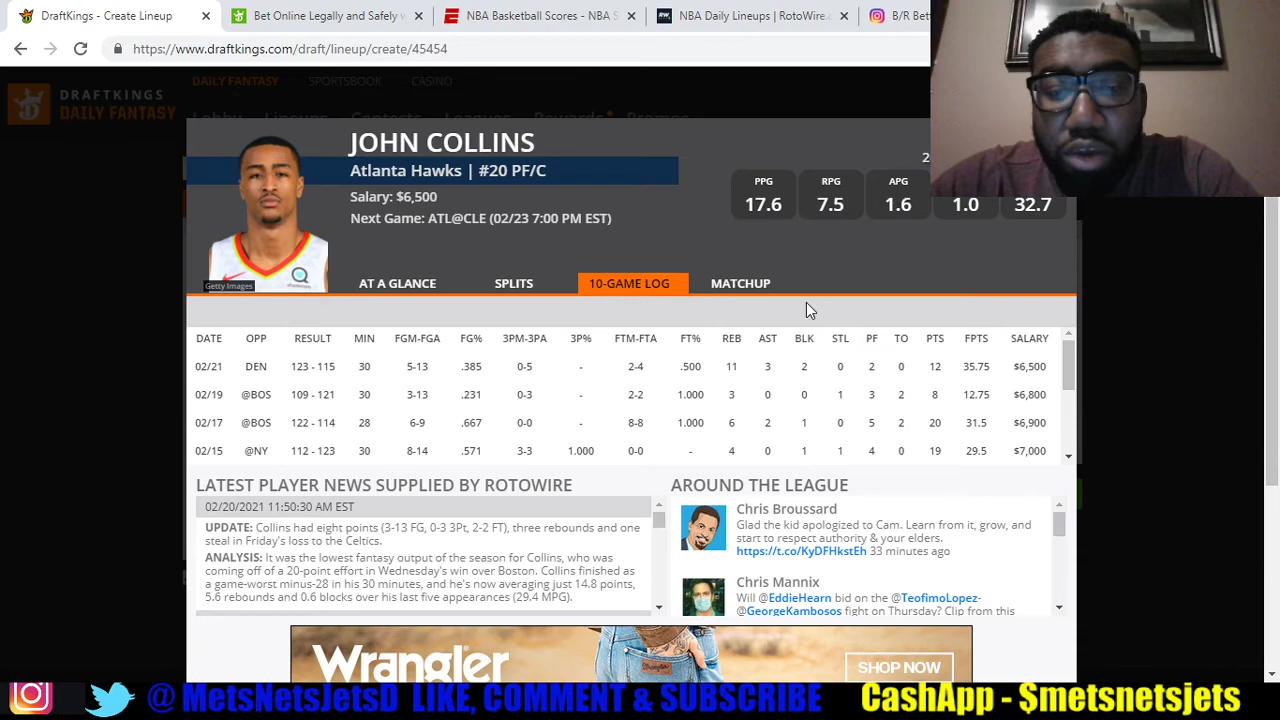 DraftKings - Create Lineup
Bet Online Legally and Safely
NBA Basketball Scores - NBA S
NBA Daily Lineups | RotoWire.c
B/R Bet
https://www.draftkings.com/draft/lineup/create/45454
DAILY FANTASY SPORTSBOOK CASINO
DRAFTKINGS
DAILY FANTASY
JOHN COLLINS
Atlanta Hawks | #20 PF/C
Salary: $6,500
Next Game: ATL@CLE (02/23 7:00 PM EST)
2
PPG RPG APG
17.6 7.5 1.6 1.0 32.7
Getty Images
AT A GLANCE SPLITS 10-GAME LOG MATCHUP
DATE OPP RESULT MIN FGM-FGA FG% 3PM-3PA 3P% FTM-FTA FT% REB AST BLK STL PF TO PTS FPTS SALARY
02/21 DEN 123 - 115 30 5-13 .385 0-5 - 2-4 .500 11 3 2 0 2 0 12 35.75 $6,500
02/19 @BOS 109 - 121 30 3-13 .231 0-3 - 2-2 1.000 3 0 0 1 3 2 8 12.75 $6,800
02/17 @BOS 122 - 114 28 6-9 .667 0-0 - 8-8 1.000 6 2 1 0 5 2 20 31.5 $6,900
02/15 @NY 112 - 123 30 8-14 .571 3-3 1.000 0-0 - 4 0 1 1 4 0 19 29.5 $7,000
LATEST PLAYER NEWS SUPPLIED BY ROTOWIRE
02/20/2021 11:50:30 AM EST
UPDATE: Collins had eight points (3-13 FG, 0-3 3Pt, 2-2 FT), three rebounds and one
steal in Friday's loss to the Celtics.
ANALYSIS: It was the lowest fantasy output of the season for Collins, who was
coming off of a 20-point effort in Wednesday's win over Boston. Collins finished as
a game-worst minus-28 in his 30 minutes, and he's now averaging just 14.8 points,
5.6 rebounds and 0.6 blocks over his last five appearances (29.4 MPG).
AROUND THE LEAGUE
Chris Broussard
Glad the kid apologized to Cam. Learn from it, grow, and
start to respect authority & your elders.
https://t.co/KyDFHkstEh 33 minutes ago
Chris Mannix
Will @EddieHearn bid on the @TeofimoLopez-
@GeorgeKambosos fight on Thursday? Clip from this
Wrangler
SHOP NOW
@ MetsNetsJetsD LIKE, COMMENT & SUBSCRIBE CashApp - $metsnetsjets